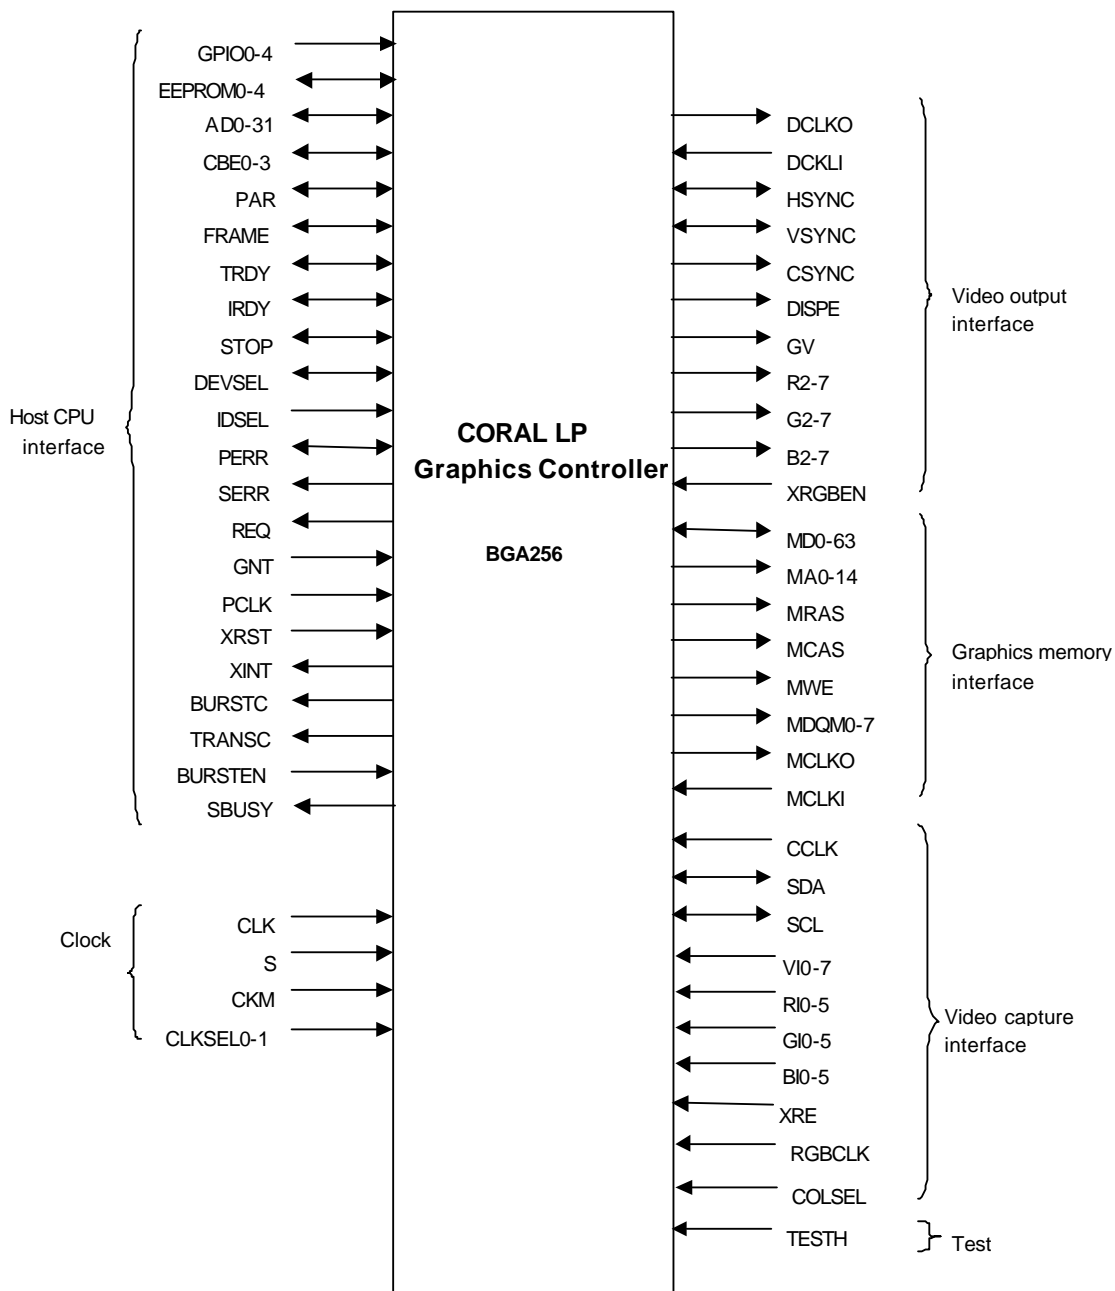 GPIO0-4
EEPROM0-4
AD0-31
CBE0-3
PAR
FRAME
TRDY
IRDY
STOP
DEVSEL
IDSEL
PERR
SERR
REQ
GNT
PCLK
XRST
XINT
BURSTC
TRANSC
BURSTEN
SBUSY
Host CPU
interface
CLK
S
CKM
CLKSEL0-1
Clock
CORAL LP
Graphics Controller
BGA256
DCLKO
DCKLI
HSYNC
VSYNC
CSYNC
DISPE
GV
R2-7
G2-7
B2-7
XRGBEN
Video output
interface
MD0-63
MA0-14
MRAS
MCAS
MWE
MDQM0-7
MCLKO
MCLKI
Graphics memory
interface
CCLK
SDA
SCL
VI0-7
RI0-5
GI0-5
BI0-5
XRE
RGBCLK
COLSEL
Video capture
interface
TESTH
Test